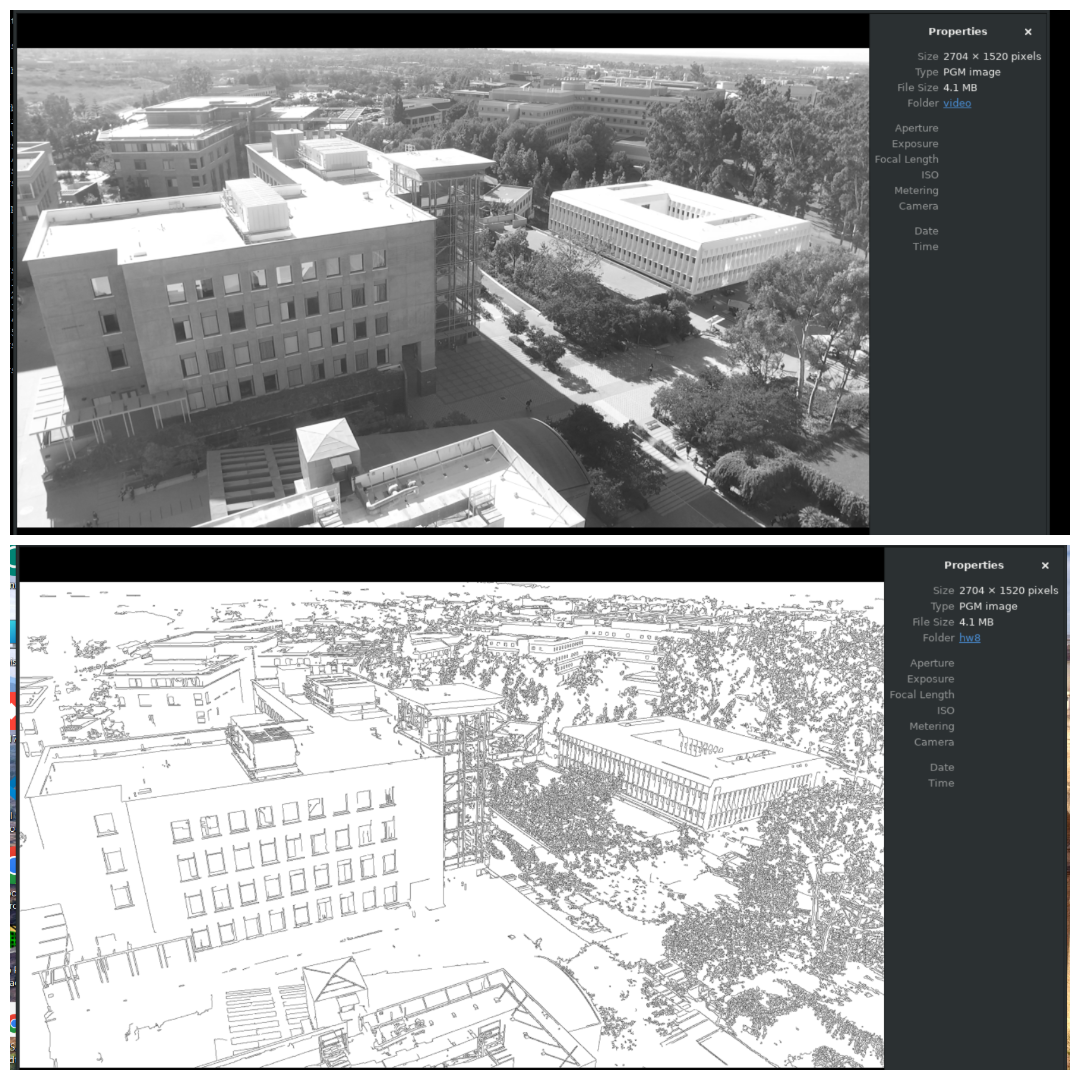 Properties ×
Size 2704 × 1520 pixels
Type PGM image
File Size 4.1 MB
Folder video
Aperture
Exposure
Focal Length
ISO
Metering
Camera
Date
Time
Properties ×
Size 2704 × 1520 pixels
Type PGM image
File Size 4.1 MB
Folder hw8
Aperture
Exposure
Focal Length
ISO
Metering
Camera
Date
Time